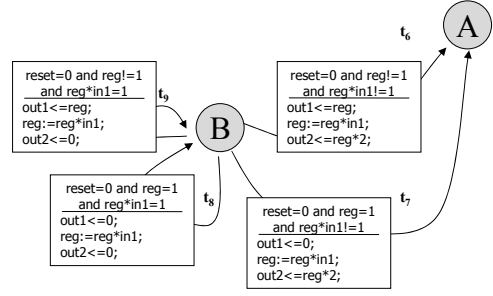 t6
A
reset=0 and reg!=1
and reg*in1=1
out1<=reg;
reg:=reg*in1;
out2<=0;
t9
B
reset=0 and reg!=1
and reg*in1!=1
out1<=reg;
reg:=reg*in1;
out2<=reg*2;
reset=0 and reg=1
and reg*in1=1
out1<=0;
reg:=reg*in1;
out2<=0;
t8
reset=0 and reg=1
and reg*in1!=1
out1<=0;
reg:=reg*in1;
out2<=reg*2;
t7